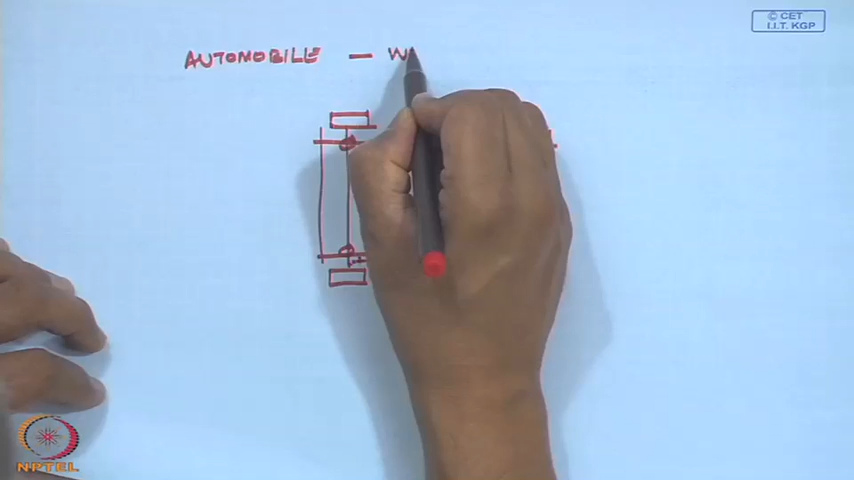 © CET
I.I.T. KGP
AUTOMOBILE — W
NPTEL